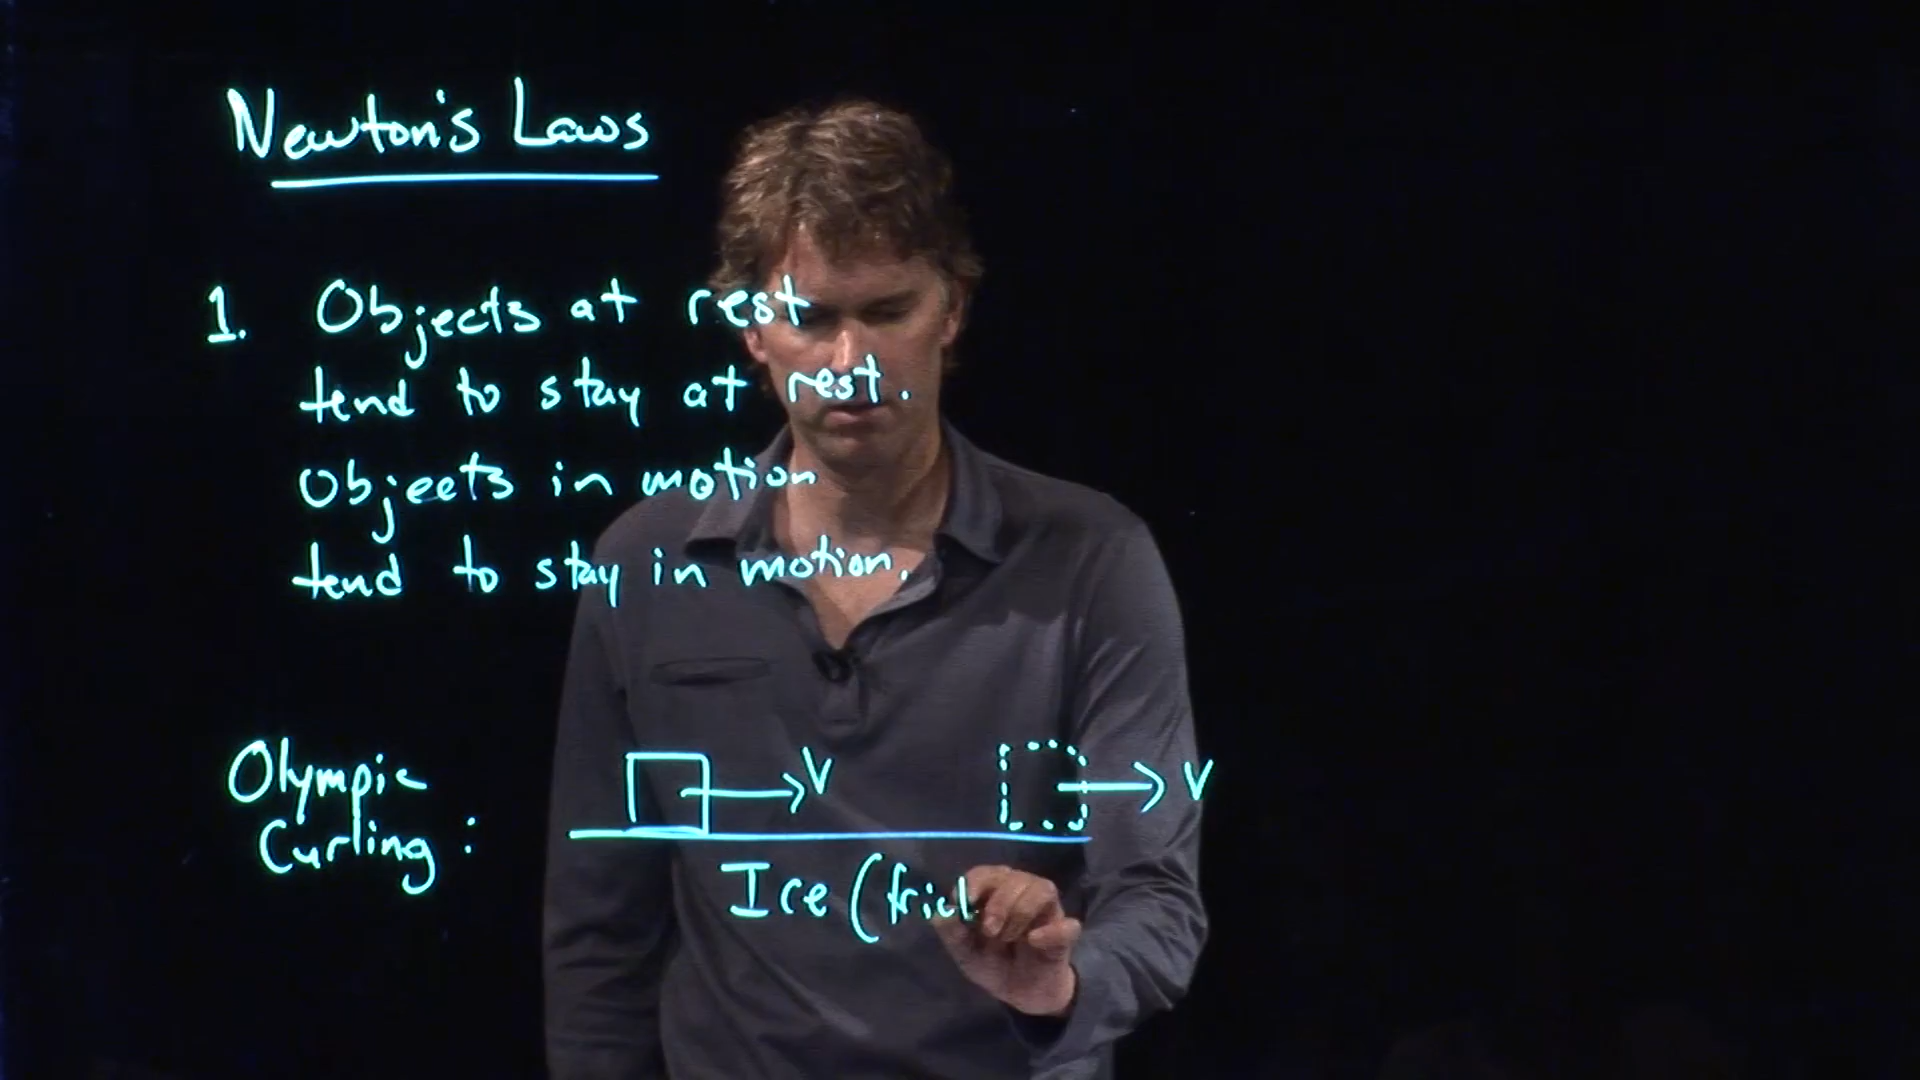 Newton's Laws
1. Objects at rest
tend to stay at rest.
Objects in motion
tend to stay in motion.
Olympic
Curling:
V
V
Ice (frict